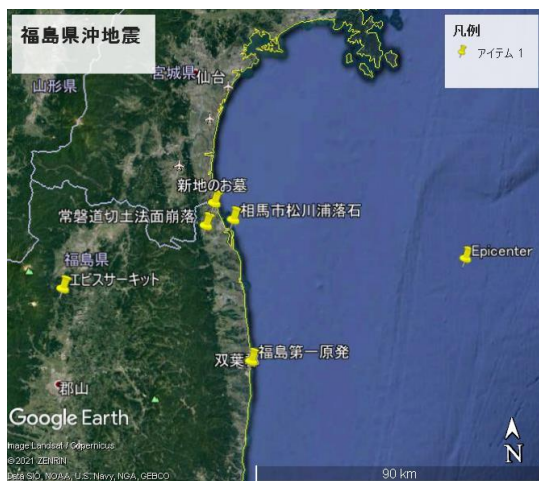 福島県沖地震
凡例
アイテム 1
宮城県
仙台
山形県
新地のお墓
相馬市松川浦落石
常磐道切土法面崩落
福島県
Epicenter
エビスサーキット
双葉
福島第一原発
郡山
Google Earth
Image Landsat / Copernicus
© 2021 ZENRIN
Data SIO, NOAA, U.S. Navy, NGA, GEBCO
N
90 km